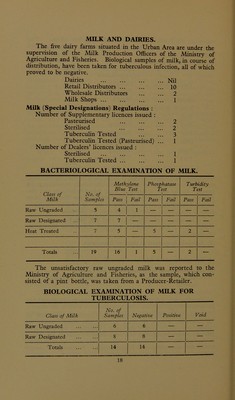 MILK AND DAIRIES.
The five dairy farms situated in the Urban Area are under the
supervision of the Milk Production Officers of the Ministry of
Agriculture and Fisheries. Biological samples of milk, in course of
distribution, have been taken for tuberculous infection, all of which
proved to be negative.
Dairies ... ... ... ... Nil
Retail Distributors ... ... ... 10
Wholesale Distributors ... ... 2
Milk Shops ... ... ... ... 1
Milk (Special Designations) Regulations :
Number of Supplementary licences issued :
Pasteurised ... ... ... 2
Sterilised ... ... ... 2
Tuberculin Tested ... ... 3
Tuberculin Tested (Pasteurised) ... 1
Number of Dealers' licences issued :
Sterilised ... ... ... 1
Tuberculin Tested ... ... ... 1
BACTERIOLOGICAL EXAMINATION OF MILK.
Class of Milk | No. of Samples | Methylene Blue Test | Phosphatase Test | Turbidity Test
Pass | Fail | Pass | Fail | Pass | Fail
Raw Ungraded ... | 5 | 4 | 1 | — | — | — | —
Raw Designated ... | 7 | 7 | — | — | — | — | —
Heat Treated | 7 | 5 | — | 5 | — | 2 | —
Totals | 19 | 16 | 1 | 5 | — | 2 | —
The unsatisfactory raw ungraded milk was reported to the
Ministry of Agriculture and Fisheries, as the sample, which con-
sisted of a pint bottle, was taken from a Producer-Retailer.
BIOLOGICAL EXAMINATION OF MILK FOR
TUBERCULOSIS.
Class of Milk | No. of Samples | Negative | Positive | Void
Raw Ungraded ... ... | 6 | 6 | — | —
Raw Designated ... ... | 8 | 8 | — | —
Totals ... ... | 14 | 14 | — | —
18